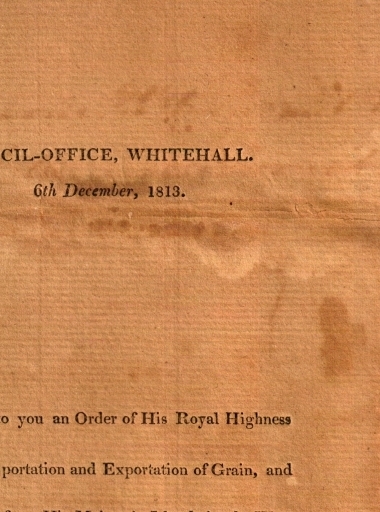 CIL-OFFICE, WHITEHALL.
6th December, 1813.
o you an Order of His Royal Highness
portation and Exportation of Grain, and